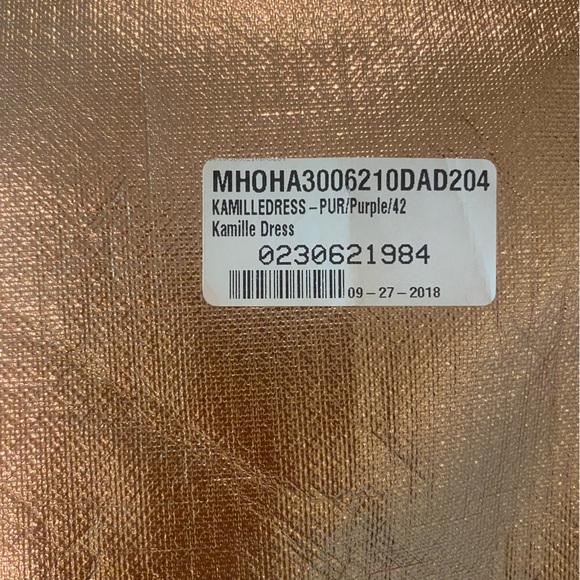 MHOHA3006210DAD204
KAMILLEDRESS-PUR/Purple/42
Kamille Dress
0230621984
09-27-2018